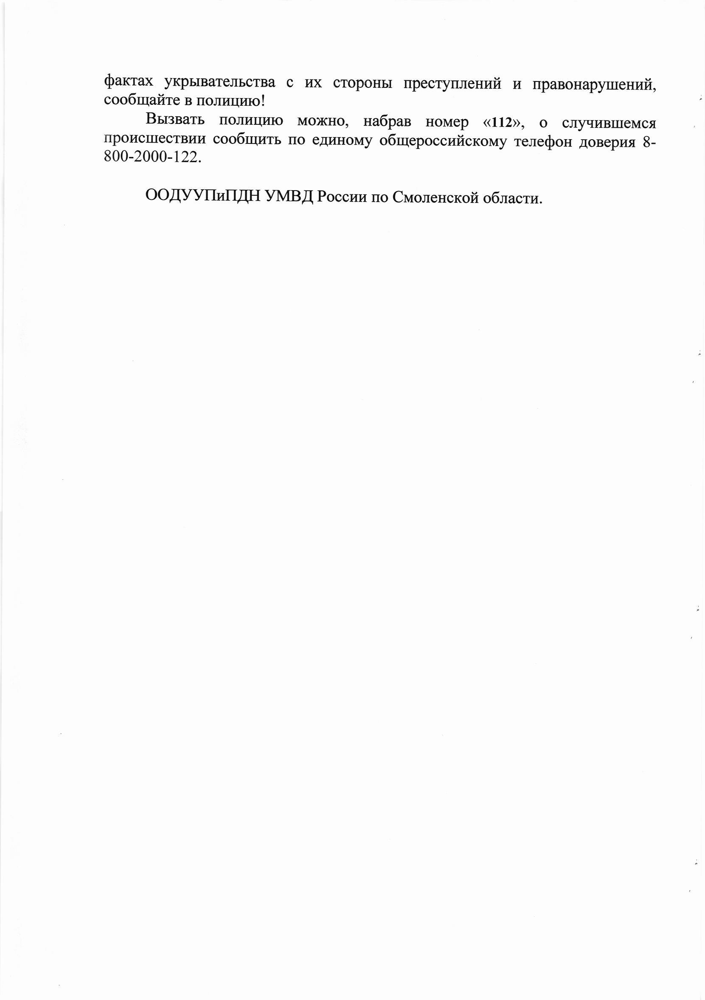 фактах укрывательства с их стороны преступлений и правонарушений,
сообщайте в полицию!
Вызвать полицию можно, набрав номер «112», о случившемся
происшествии сообщить по единому общероссийскому телефон доверия 8-
800-2000-122.
ООДУУПиПДН УМВД России по Смоленской области.